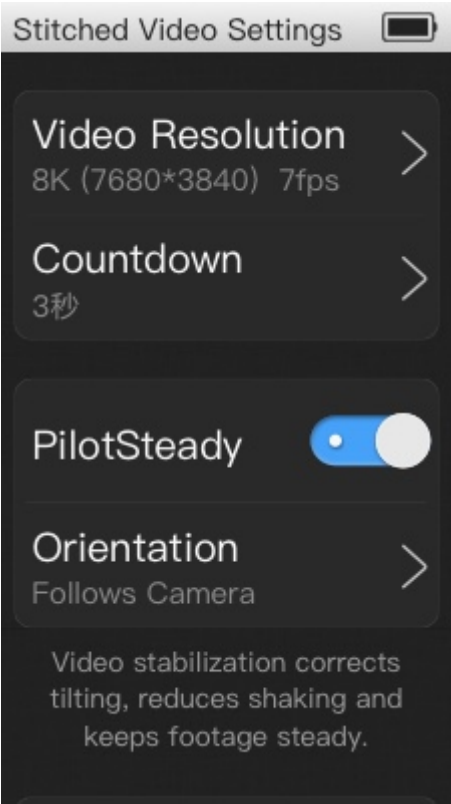 Stitched Video Settings
Video Resolution
8K (7680*3840) 7fps
Countdown
3秒
PilotSteady
Orientation
Follows Camera
Video stabilization corrects
tilting, reduces shaking and
keeps footage steady.